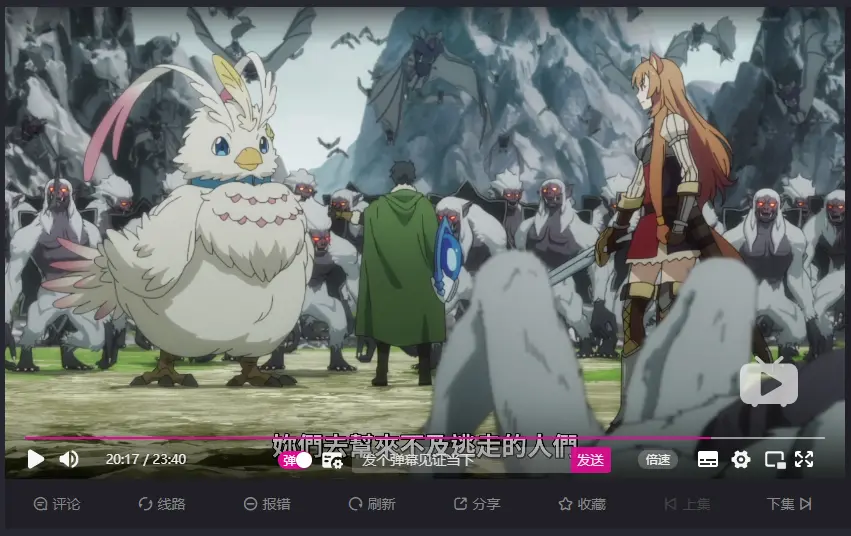 妳們去幫來不及逃走的人們
20:17 / 23:40
弹
发个弹幕见证当下
发送
倍速
评论
线路
报错
刷新
分享
收藏
上集
下集